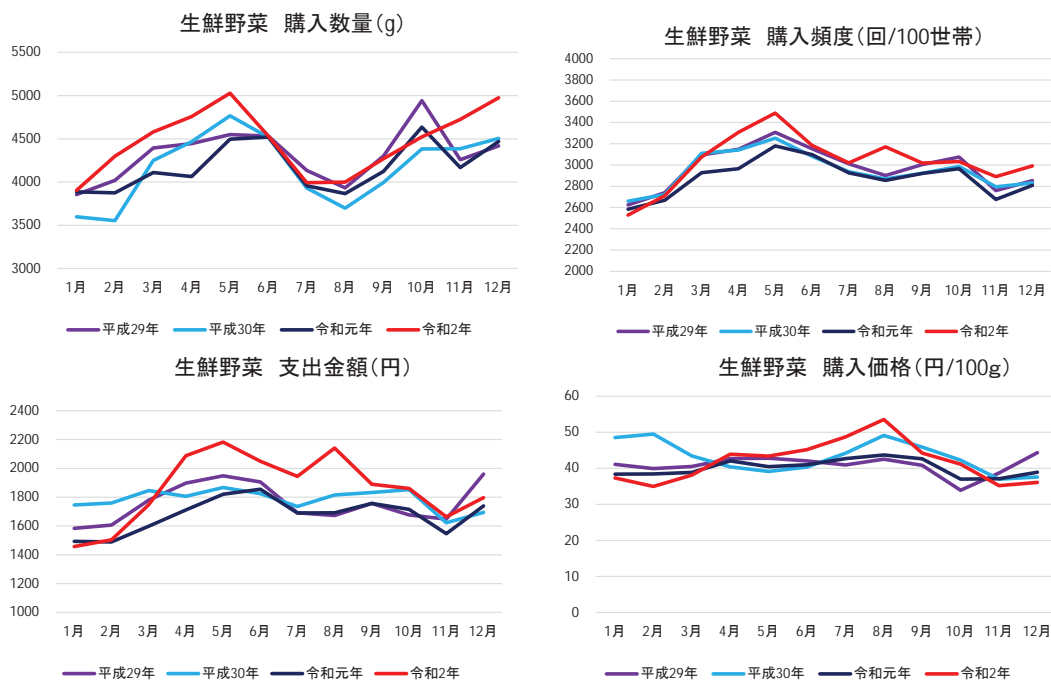 生鮮野菜 購入数量(g)
5500
5000
4500
4000
3500
3000
1月 2月 3月 4月 5月 6月 7月 8月 9月 10月 11月 12月
平成29年 平成30年 令和元年 令和2年
生鮮野菜 購入頻度(回/100世帯)
4000
3800
3600
3400
3200
3000
2800
2600
2400
2200
2000
1月 2月 3月 4月 5月 6月 7月 8月 9月 10月 11月 12月
平成29年 平成30年 令和元年 令和2年
生鮮野菜 支出金額(円)
2400
2200
2000
1800
1600
1400
1200
1000
1月 2月 3月 4月 5月 6月 7月 8月 9月 10月 11月 12月
平成29年 平成30年 令和元年 令和2年
生鮮野菜 購入価格(円/100g)
60
50
40
30
20
10
0
1月 2月 3月 4月 5月 6月 7月 8月 9月 10月 11月 12月
平成29年 平成30年 令和元年 令和2年